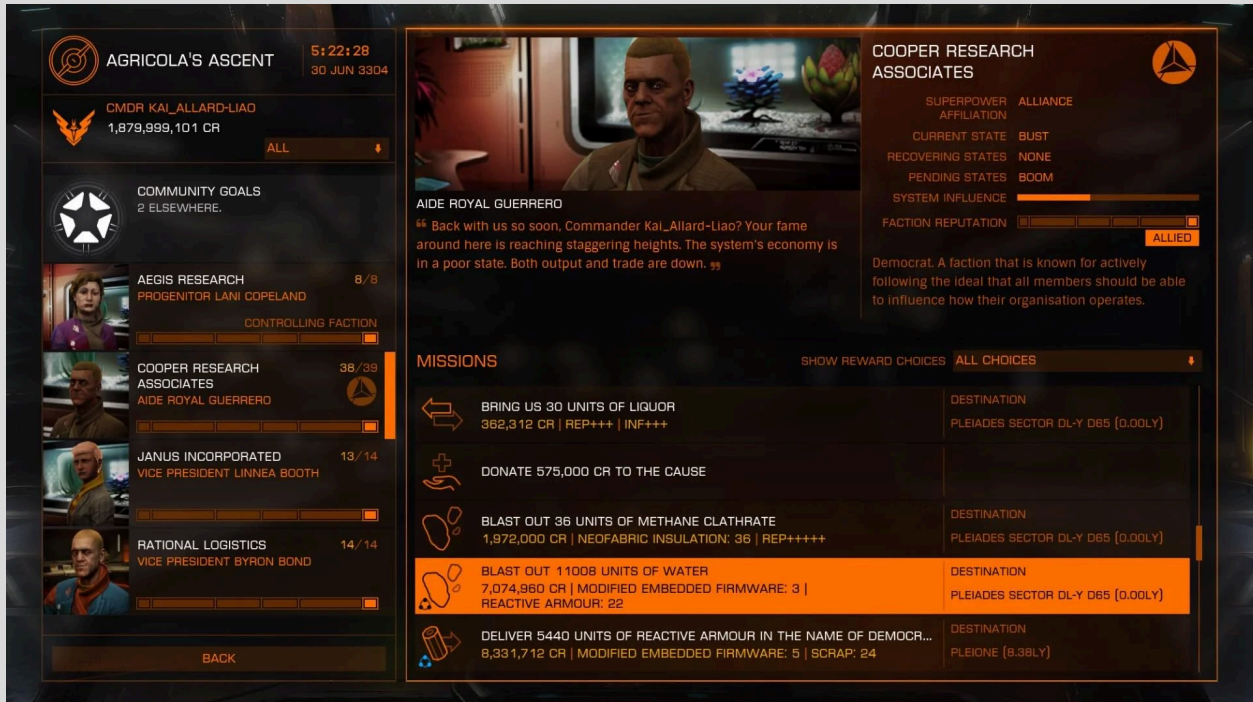 AGRICOLA'S ASCENT
5:22:28
30 JUN 3304
CMDR KAI_ALLARD-LIAO
1,879,999,101 CR
ALL
COMMUNITY GOALS
2 ELSEWHERE.
AEGIS RESEARCH 8/8
PROGENITOR LANI COPELAND
CONTROLLING FACTION
COOPER RESEARCH 38/39
ASSOCIATES
AIDE ROYAL GUERRERO
JANUS INCORPORATED 13/14
VICE PRESIDENT LINNEA BOOTH
RATIONAL LOGISTICS 14/14
VICE PRESIDENT BYRON BOND
BACK
AIDE ROYAL GUERRERO
“ Back with us so soon, Commander Kai_Allard-Liao? Your fame
around here is reaching staggering heights. The system's economy is
in a poor state. Both output and trade are down. ”
COOPER RESEARCH
ASSOCIATES
SUPERPOWER ALLIANCE
AFFILIATION
CURRENT STATE BUST
RECOVERING STATES NONE
PENDING STATES BOOM
SYSTEM INFLUENCE
FACTION REPUTATION
ALLIED
Democrat. A faction that is known for actively
following the ideal that all members should be able
to influence how their organisation operates.
MISSIONS
SHOW REWARD CHOICES ALL CHOICES
BRING US 30 UNITS OF LIQUOR
362,312 CR | REP+++ | INF+++
DESTINATION
PLEIADES SECTOR DL-Y D65 (0.00LY)
DONATE 575,000 CR TO THE CAUSE
BLAST OUT 36 UNITS OF METHANE CLATHRATE
1,972,000 CR | NEOFABRIC INSULATION: 36 | REP+++++
DESTINATION
PLEIADES SECTOR DL-Y D65 (0.00LY)
BLAST OUT 11008 UNITS OF WATER
7,074,960 CR | MODIFIED EMBEDDED FIRMWARE: 3 |
REACTIVE ARMOUR: 22
DESTINATION
PLEIADES SECTOR DL-Y D65 (0.00LY)
DELIVER 5440 UNITS OF REACTIVE ARMOUR IN THE NAME OF DEMOCR...
8,331,712 CR | MODIFIED EMBEDDED FIRMWARE: 5 | SCRAP: 24
DESTINATION
PLEIONE (8.38LY)